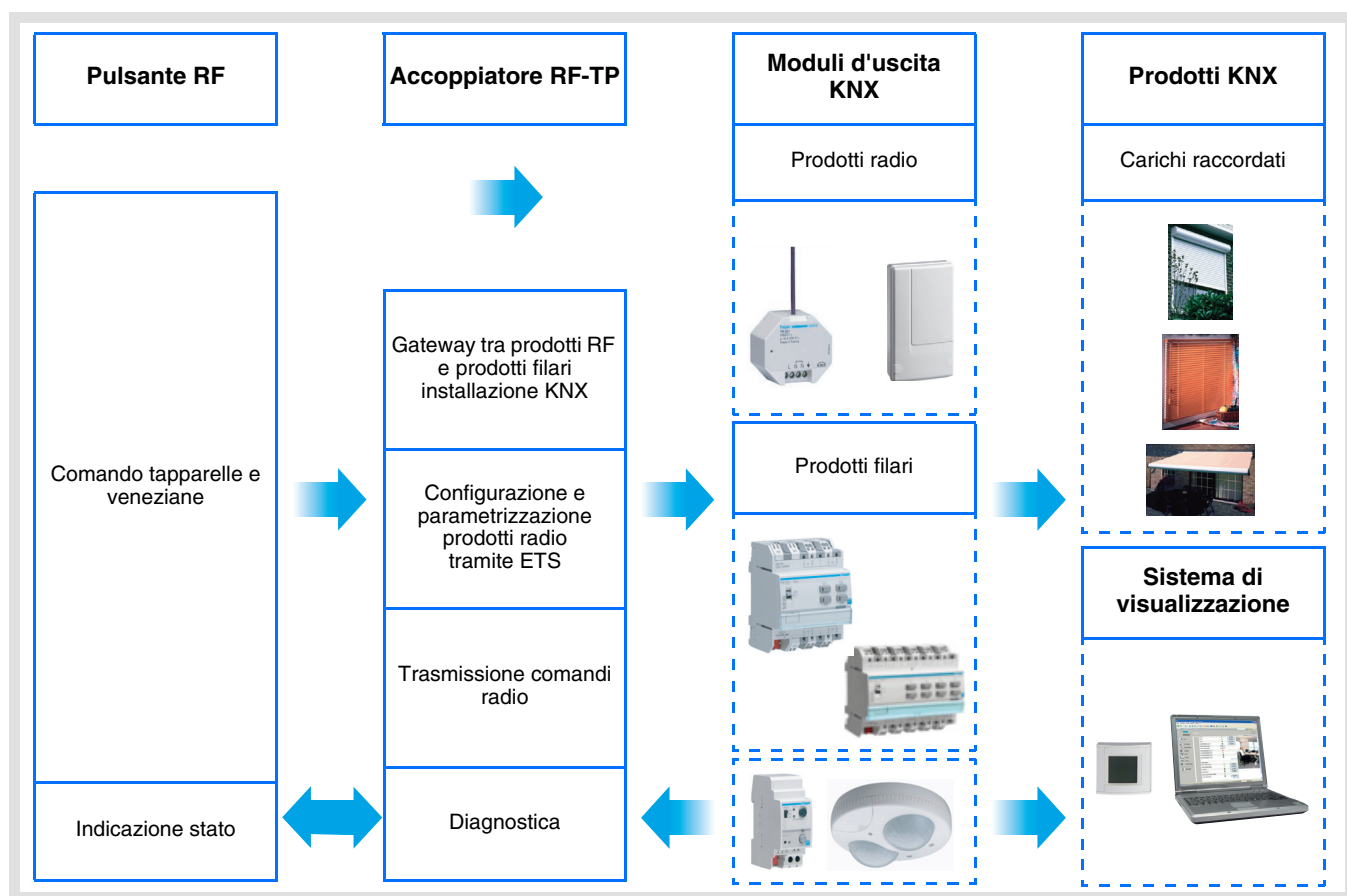 Pulsante RF
Comando tapparelle e
veneziane
Indicazione stato
Accoppiatore RF-TP
Gateway tra prodotti RF
e prodotti filari
installazione KNX
Configurazione e
parametrizzazione
prodotti radio
tramite ETS
Trasmissione comandi
radio
Diagnostica
Moduli d'uscita
KNX
Prodotti radio
Prodotti filari
Prodotti KNX
Carichi raccordati
Sistema di
visualizzazione